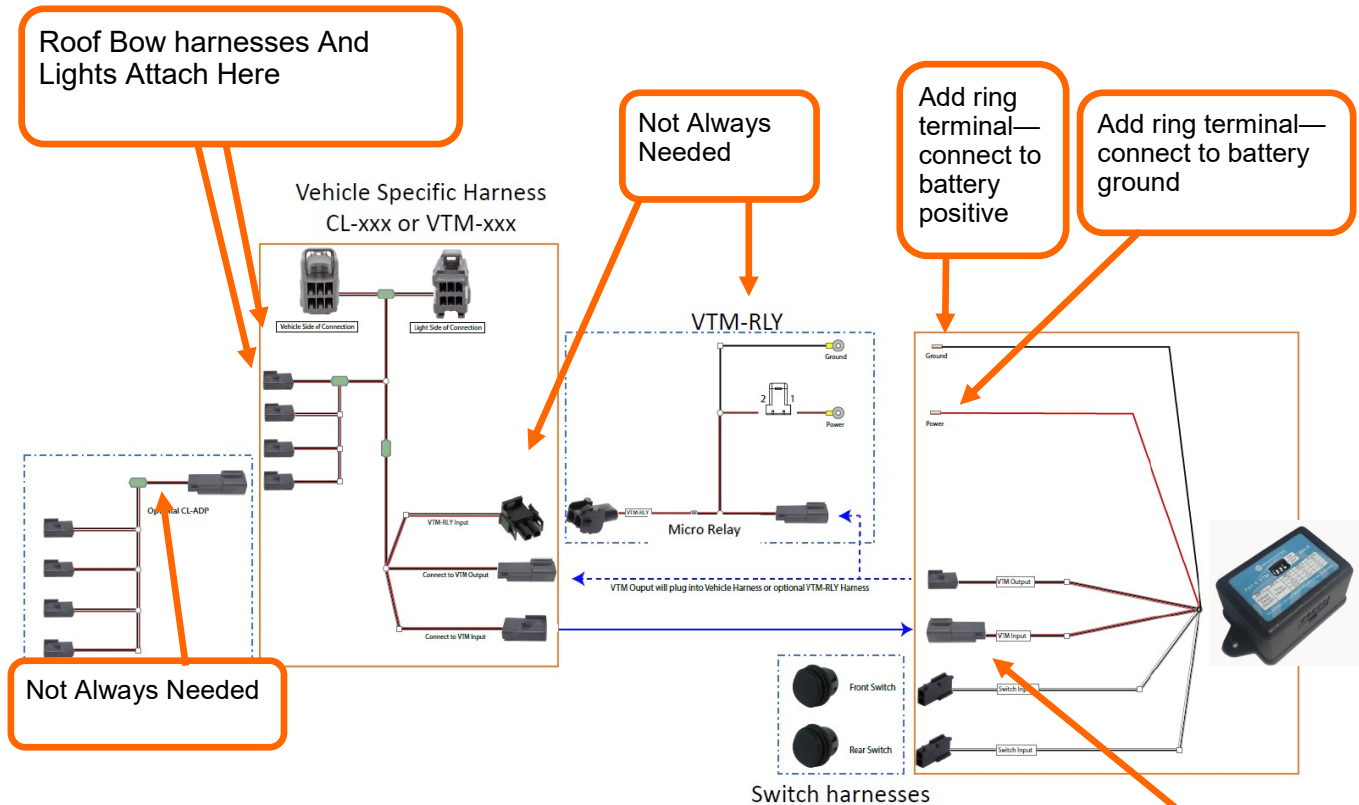 Roof Bow harnesses And
Lights Attach Here
Not Always
Needed
Add ring
terminal—
connect to
battery
positive
Add ring terminal—
connect to battery
ground
Vehicle Specific Harness
CL-xxx or VTM-xxx
Vehicle Side of Connection
Light Side of Connection
VTM-RLY
Ground
2
1
Power
Ground
Power
Optional CL-ADP
VTM-RLY Input
VTM-RLY
Micro Relay
Connect to VTM Output
VTM Ouput will plug into Vehicle Harness or optional VTM-RLY Harness
VTM Output
Connect to VTM Input
VTM Input
Not Always Needed
Front Switch
Switch Input
Rear Switch
Switch Input
Switch harnesses